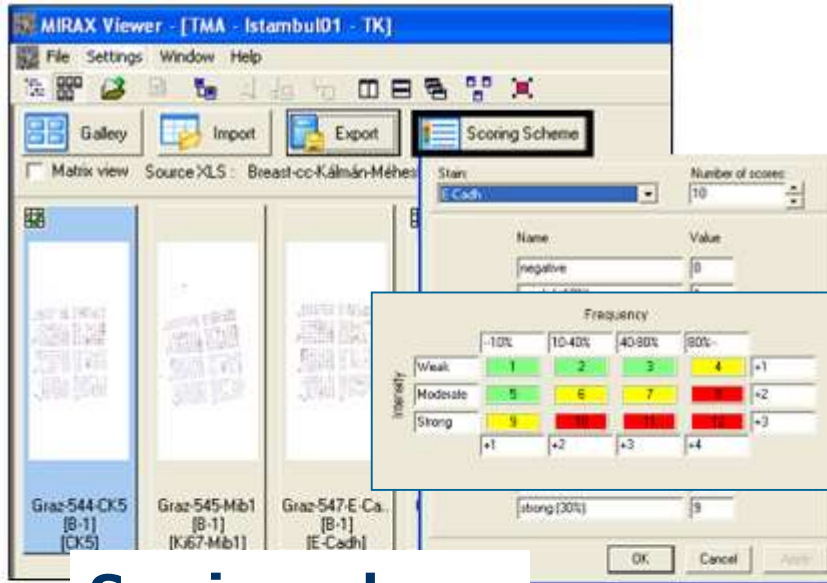 MIRAX Viewer - [TMA - Istambul01 - TK]
File Settings Window Help
Gallery Import Export Scoring Scheme
Matrix view Source XLS : Breast-cc-Kálmán-Méhes
Stain: Number of scores:
E-Cadh 10
Name Value
negative 0
Frequency
-10% 10-40% 40-80% 80%-
Intensity
Weak 1 2 3 4 +1
Moderate 5 6 7 +2
Strong 9 10 11 12 +3
+1 +2 +3 +4
strong (30%) 9
OK Cancel Apply
Graz-544-CK5
[B-1]
[CK5]
Graz-545-Mib1
[B-1]
[Ki67-Mib1]
Graz-547-E-Ca..
[B-1]
[E-Cadh]